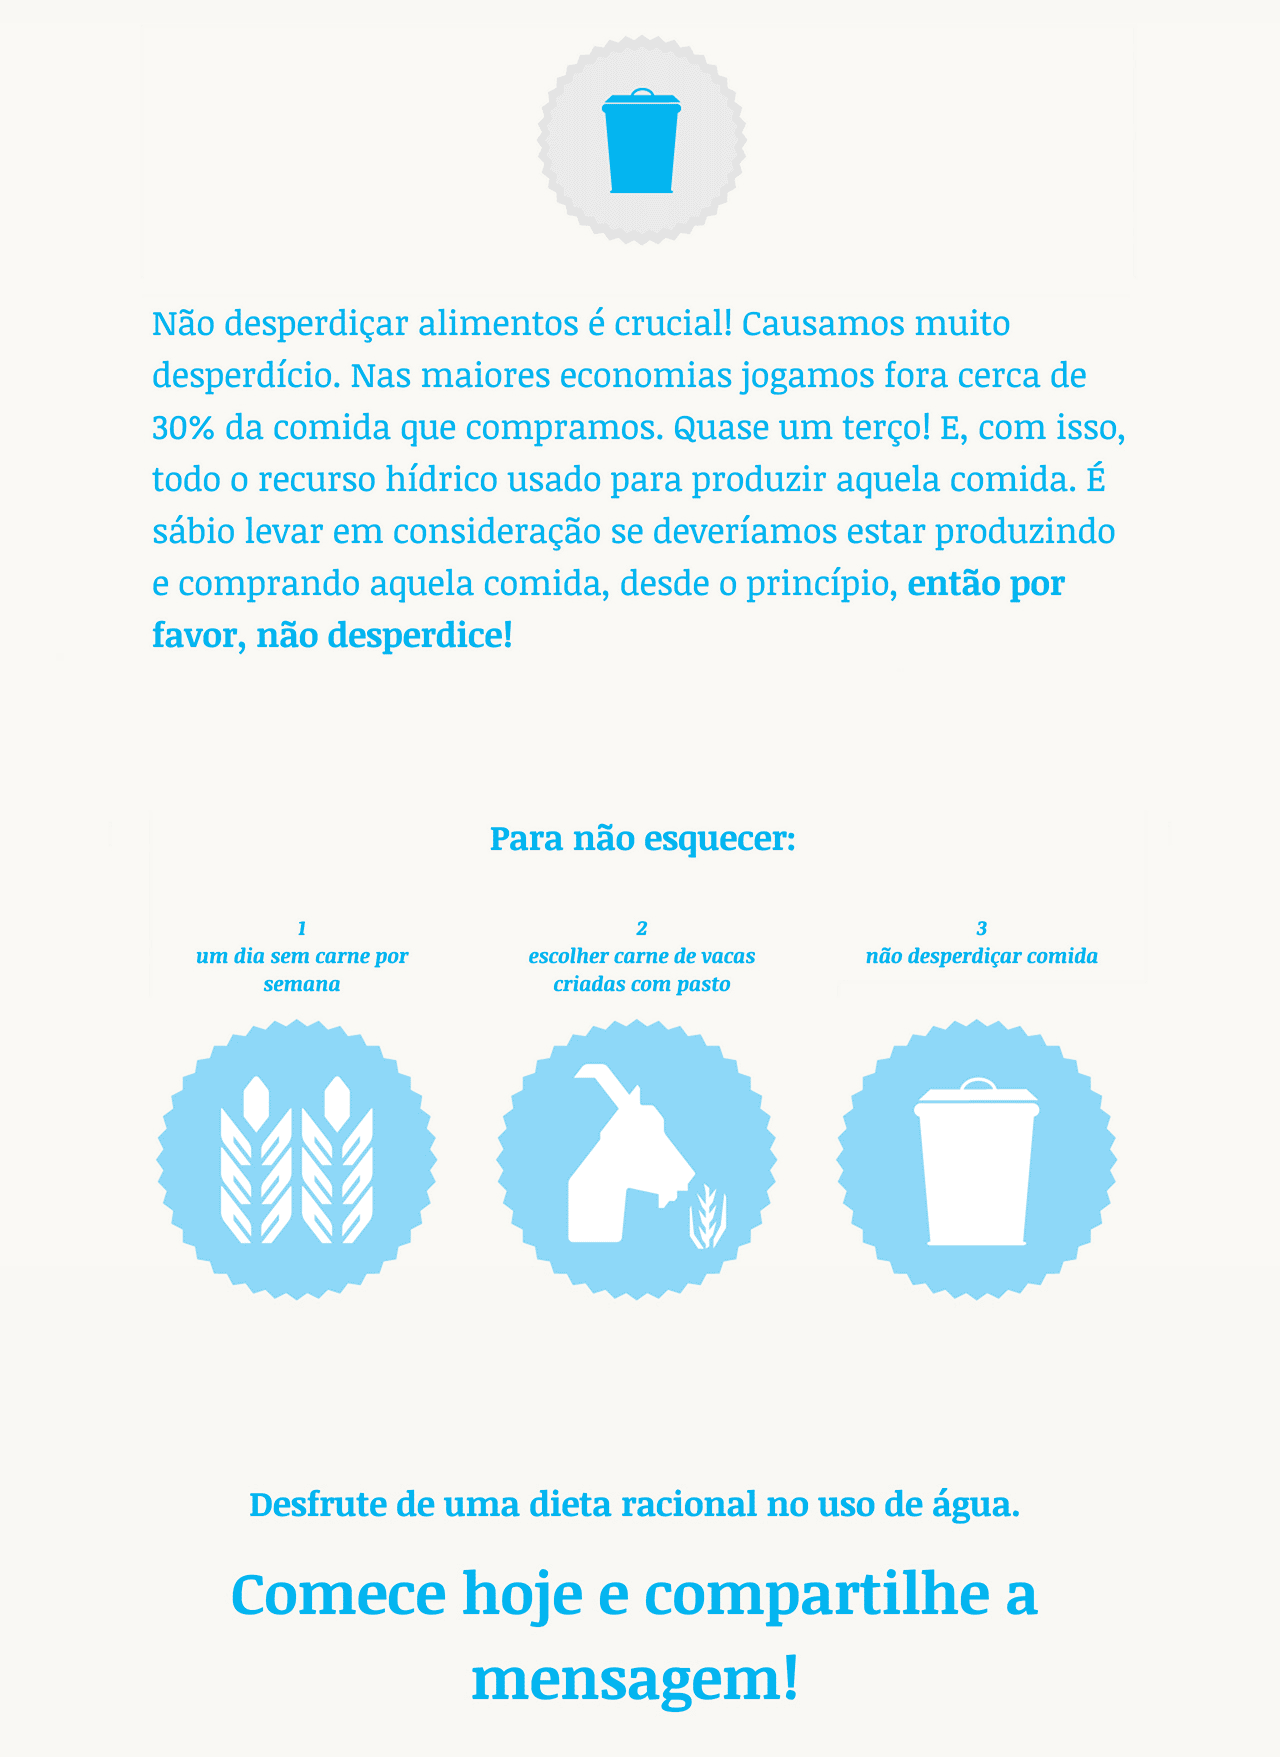 Não desperdiçar alimentos é crucial! Causamos muito
desperdício. Nas maiores economias jogamos fora cerca de
30% da comida que compramos. Quase um terço! E, com isso,
todo o recurso hídrico usado para produzir aquela comida. É
sábio levar em consideração se deveríamos estar produzindo
e comprando aquela comida, desde o princípio, então por
favor, não desperdice!
Para não esquecer:
1
um dia sem carne por
semana
2
escolher carne de vacas
criadas com pasto
3
não desperdiçar comida
Desfrute de uma dieta racional no uso de água.
Comece hoje e compartilhe a
mensagem!